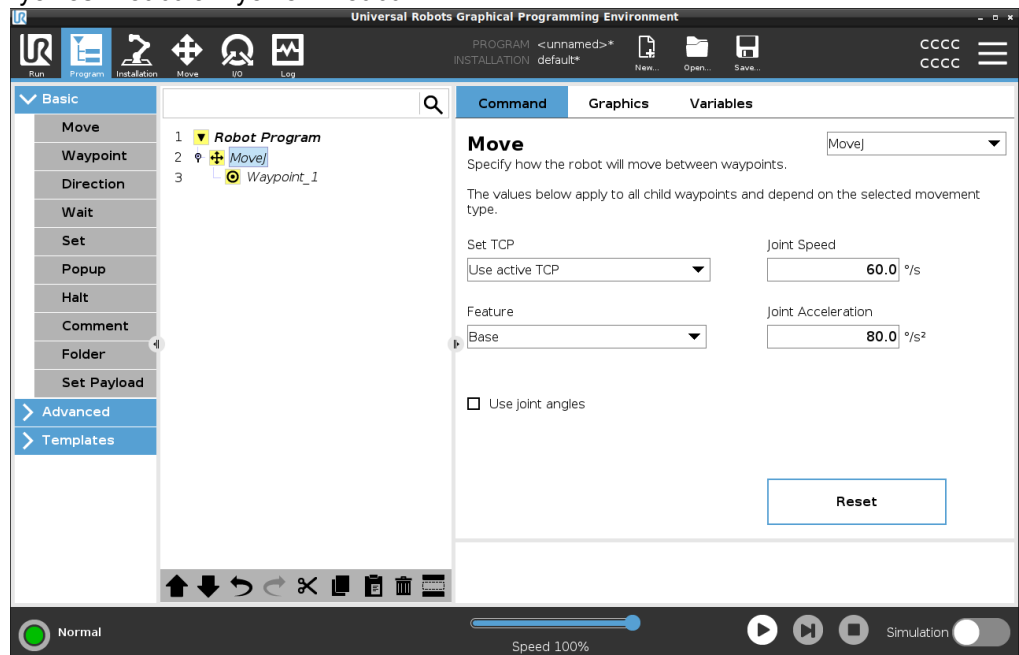 Universal Robots Graphical Programming Environment
UR
Run
Program
Installation
Move
I/O
Log
PROGRAM <unnamed>*
INSTALLATION default*
New...
Open...
Save...
CCCC
CCCC
Basic
Move
Waypoint
Direction
Wait
Set
Popup
Halt
Comment
Folder
Set Payload
Advanced
Templates
1 Robot Program
2 MoveJ
3 Waypoint_1
Command Graphics Variables
Move
MoveJ
Specify how the robot will move between waypoints.
The values below apply to all child waypoints and depend on the selected movement
type.
Set TCP
Use active TCP
Joint Speed
60.0 °/s
Feature
Base
Joint Acceleration
80.0 °/s²
Use joint angles
Reset
Normal
Speed 100%
Simulation